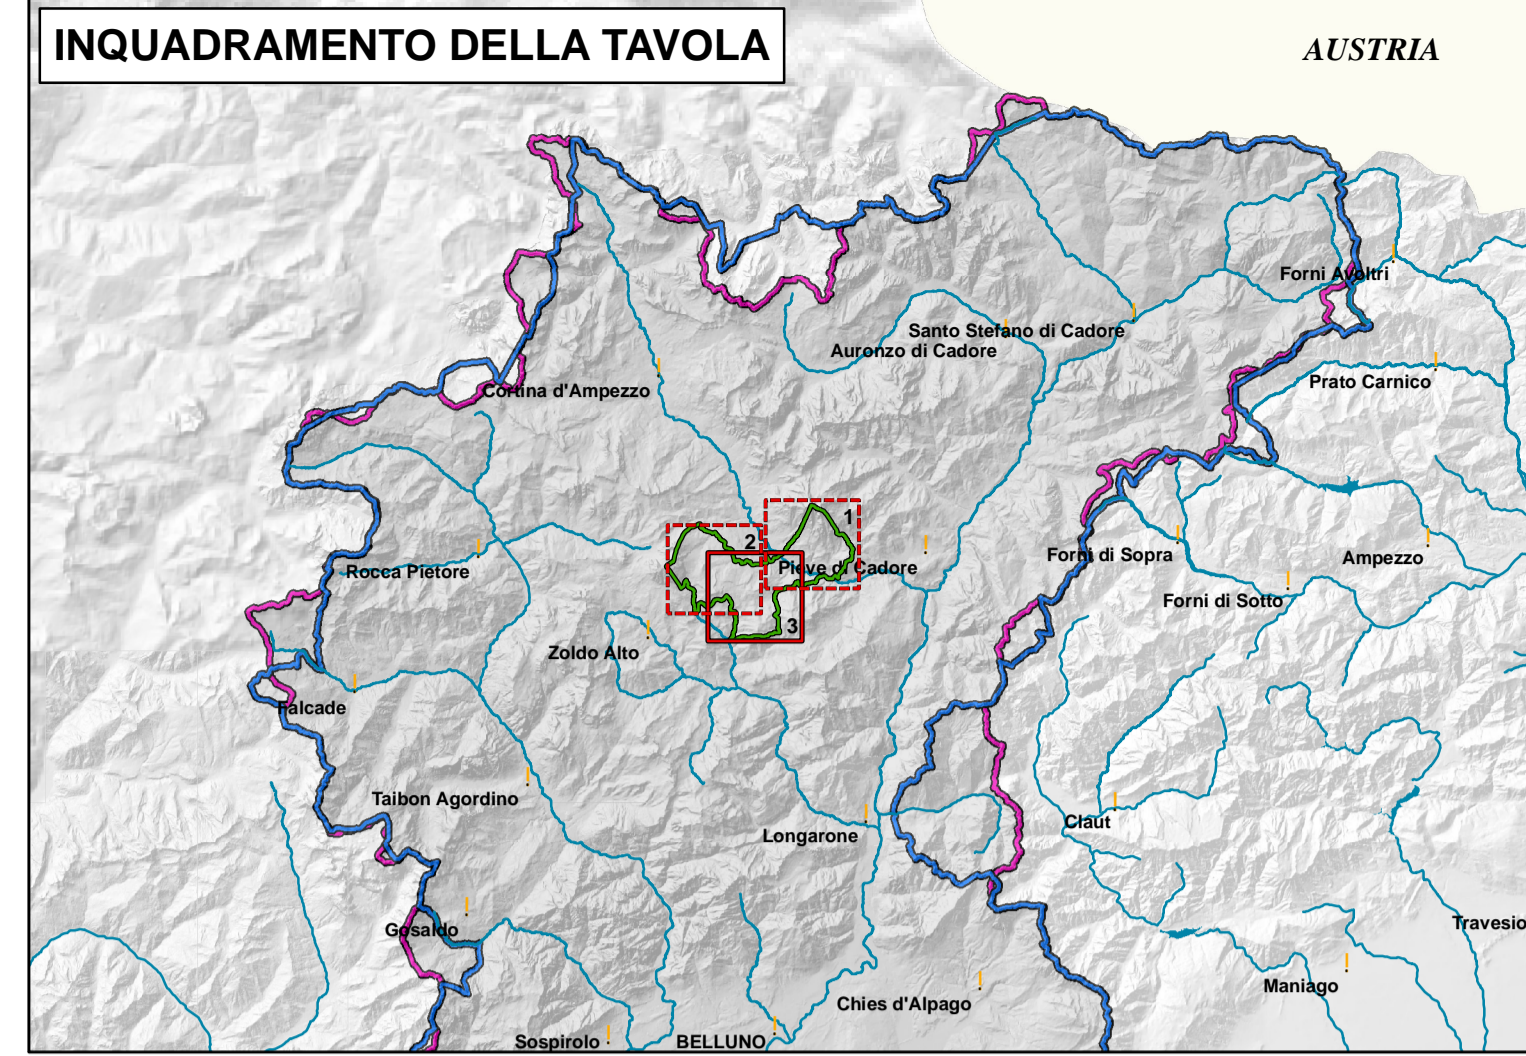 INQUADRAMENTO DELLA TAVOLA
AUSTRIA
Forni Avoltri
Santo Stefano di Cadore
Auronzo di Cadore
Prato Carnico
Cortina d'Ampezzo
1
2
Forni di Sopra
Ampezzo
Pieve di Cadore
Rocca Pietore
Forni di Sotto
3
Zoldo Alto
Falcade
Taibon Agordino
Claut
Longarone
Travesio
Gosaldo
Maniago
Chies d'Alpago
Sospirolo
BELLUNO